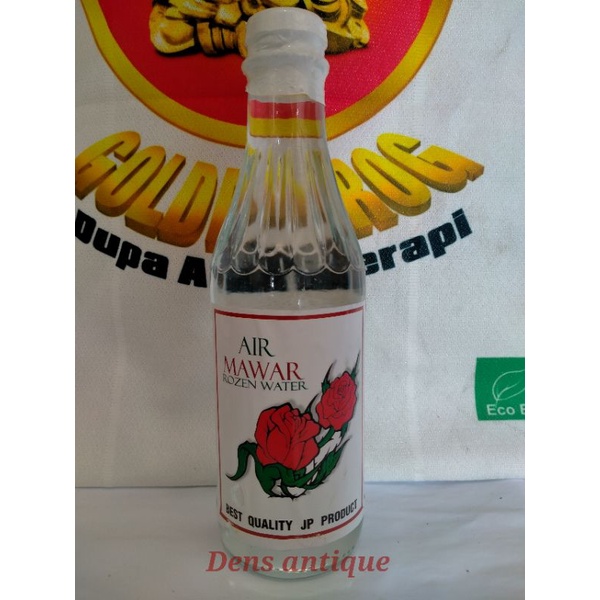 Dupa A erapi
AIR
MAWAR
ROZEN WATER
BEST QUALITY JP PRODUCT
Eco
Dens antique